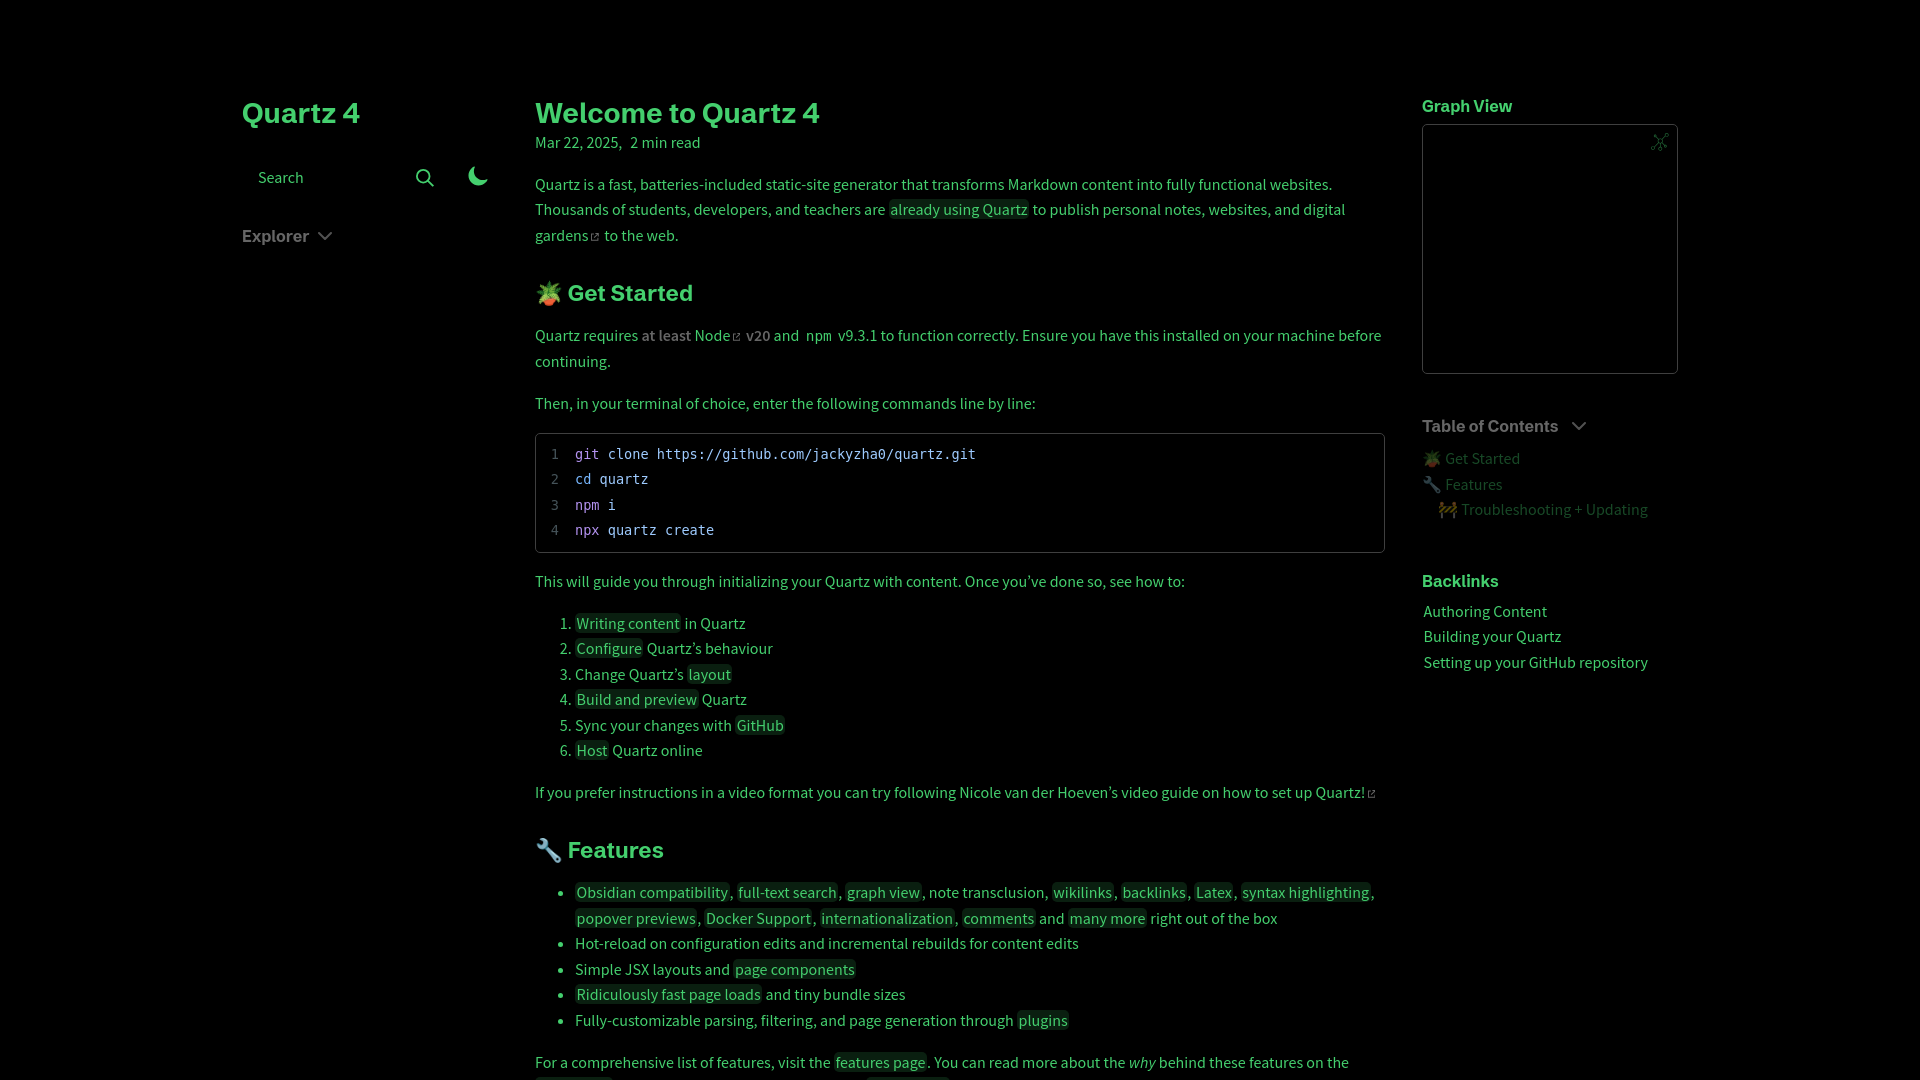 Quartz 4
Search
Explorer
Welcome to Quartz 4
Mar 22, 2025, 2 min read
Quartz is a fast, batteries-included static-site generator that transforms Markdown content into fully functional websites.
Thousands of students, developers, and teachers are already using Quartz to publish personal notes, websites, and digital
gardens to the web.
🪴 Get Started
Quartz requires at least Node v20 and npm v9.3.1 to function correctly. Ensure you have this installed on your machine before
continuing.
Then, in your terminal of choice, enter the following commands line by line:
1 git clone https://github.com/jackyzha0/quartz.git
2 cd quartz
3 npm i
4 npx quartz create
This will guide you through initializing your Quartz with content. Once you’ve done so, see how to:
1. Writing content in Quartz
2. Configure Quartz’s behaviour
3. Change Quartz’s layout
4. Build and preview Quartz
5. Sync your changes with GitHub
6. Host Quartz online
If you prefer instructions in a video format you can try following Nicole van der Hoeven’s video guide on how to set up Quartz!
🔧 Features
• Obsidian compatibility, full-text search, graph view, note transclusion, wikilinks, backlinks, Latex, syntax highlighting,
popover previews, Docker Support, internationalization, comments and many more right out of the box
• Hot-reload on configuration edits and incremental rebuilds for content edits
• Simple JSX layouts and page components
• Ridiculously fast page loads and tiny bundle sizes
• Fully-customizable parsing, filtering, and page generation through plugins
For a comprehensive list of features, visit the features page. You can read more about the why behind these features on the
Graph View
Table of Contents
🪴 Get Started
🔧 Features
🚧 Troubleshooting + Updating
Backlinks
Authoring Content
Building your Quartz
Setting up your GitHub repository